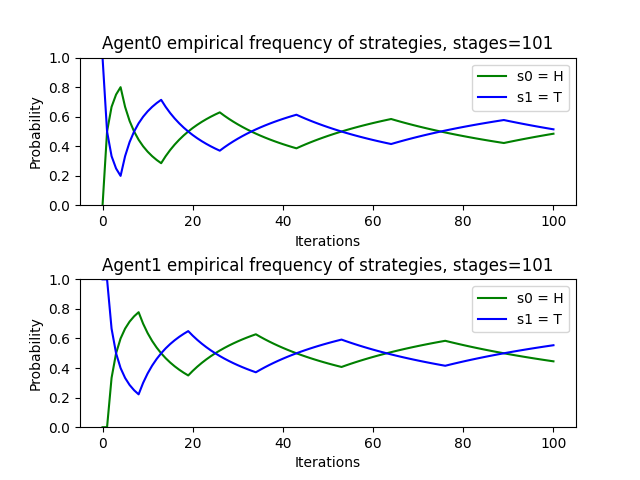 Agent0 empirical frequency of strategies, stages=101
1.0
0.8
0.6
0.4
0.2
0.0
Probability
s0 = H
s1 = T
0 20 40 60 80 100
Iterations
Agent1 empirical frequency of strategies, stages=101
1.0
0.8
0.6
0.4
0.2
0.0
Probability
s0 = H
s1 = T
0 20 40 60 80 100
Iterations